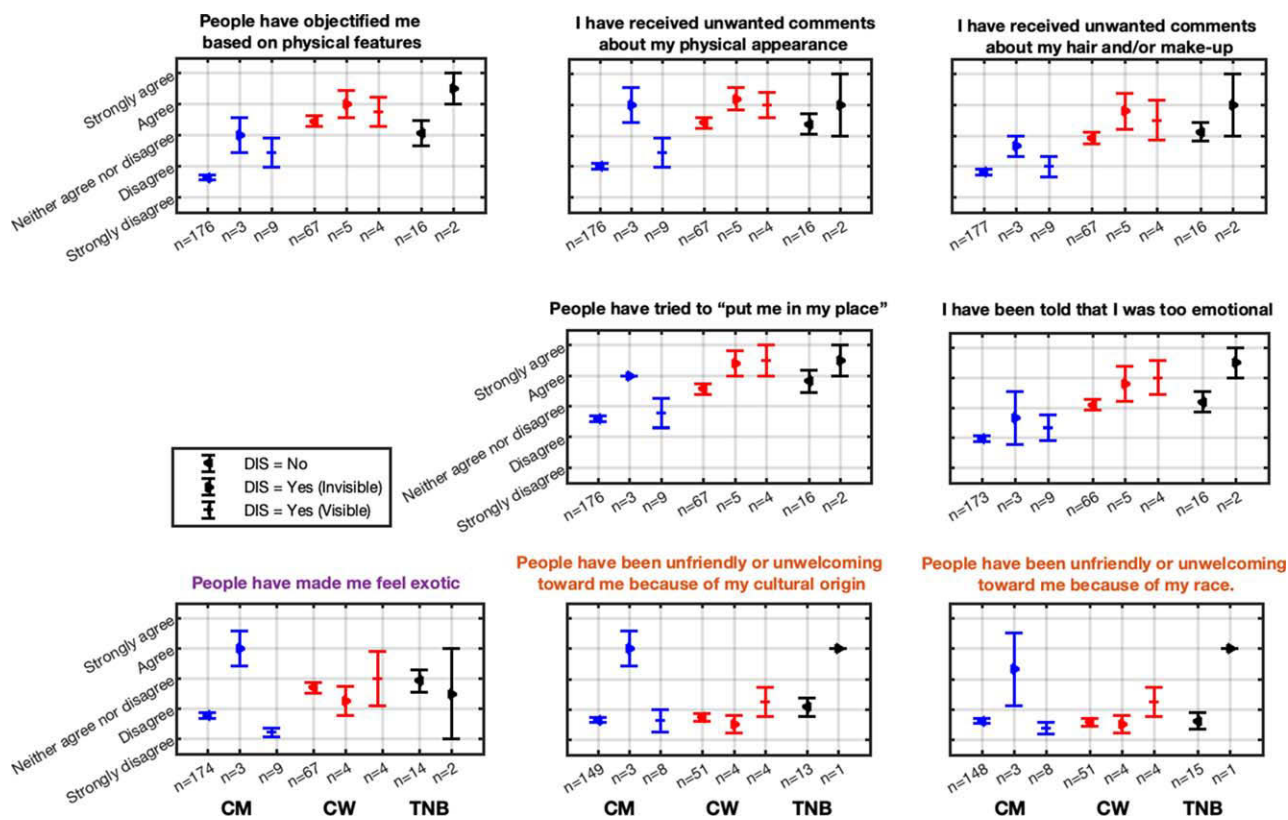 People have objectified me
based on physical features
I have received unwanted comments
about my physical appearance
I have received unwanted comments
about my hair and/or make-up
Strongly agree
Agree
Neither agree nor disagree
Disagree
Strongly disagree
n=176 n=3 n=9 n=67 n=5 n=4 n=16 n=2
n=176 n=3 n=9 n=67 n=5 n=4 n=16 n=2
n=177 n=3 n=9 n=67 n=5 n=4 n=16 n=2
People have tried to “put me in my place”
I have been told that I was too emotional
Strongly agree
Agree
Neither agree nor disagree
Disagree
Strongly disagree
n=176 n=3 n=9 n=67 n=5 n=4 n=16 n=2
n=173 n=3 n=9 n=66 n=5 n=4 n=16 n=2
DIS = No
DIS = Yes (Invisible)
DIS = Yes (Visible)
People have made me feel exotic
People have been unfriendly or unwelcoming
toward me because of my cultural origin
People have been unfriendly or unwelcoming
toward me because of my race.
Strongly agree
Agree
Neither agree nor disagree
Disagree
Strongly disagree
n=174 n=3 n=9 n=67 n=4 n=4 n=14 n=2
n=149 n=3 n=8 n=51 n=4 n=4 n=13 n=1
n=148 n=3 n=8 n=51 n=4 n=4 n=15 n=1
CM CW TNB
CM CW TNB
CM CW TNB